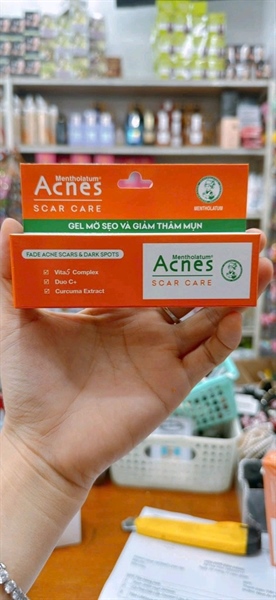 Mentholatum®
Acnes
SCAR CARE
MENTHOLATUM
GEL MỜ SẸO VÀ GIẢM THÂM MỤN
FADE ACNE SCARS & DARK SPOTS
Vita5 Complex
Duo C+
Curcuma Extract
Mentholatum®
Acnes
SCAR CARE